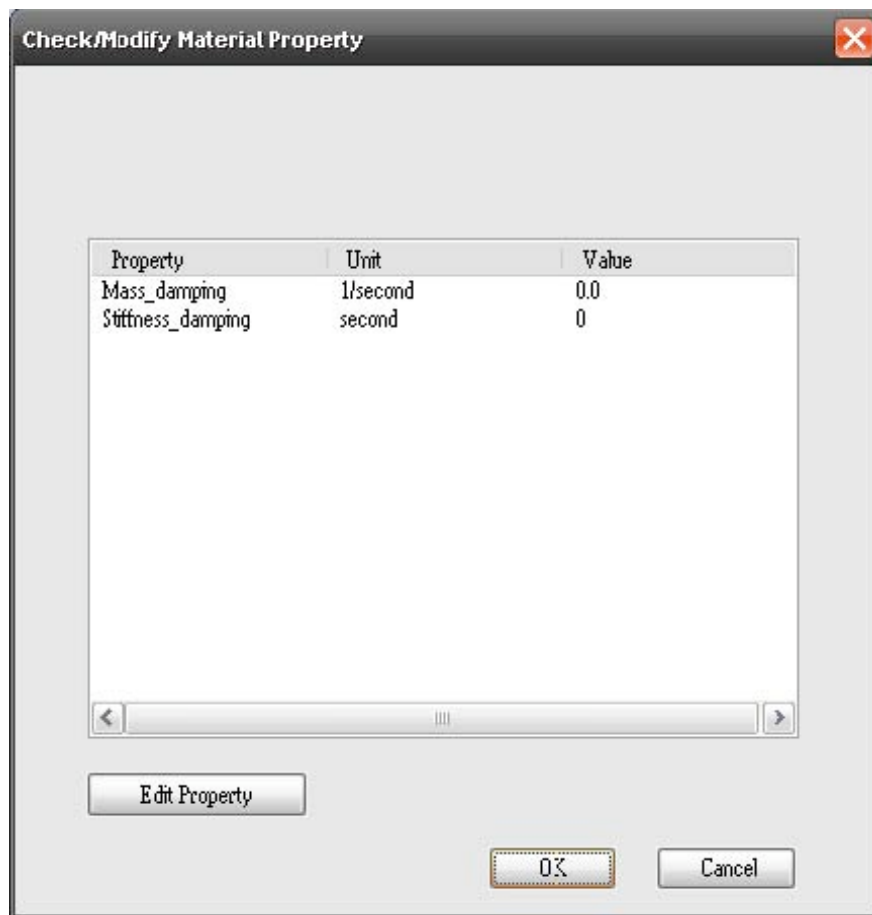 Check/Modify Material Property
Property Unit Value
Mass_damping 1/second 0.0
Stiffness_damping second 0
Edit Property
OK Cancel